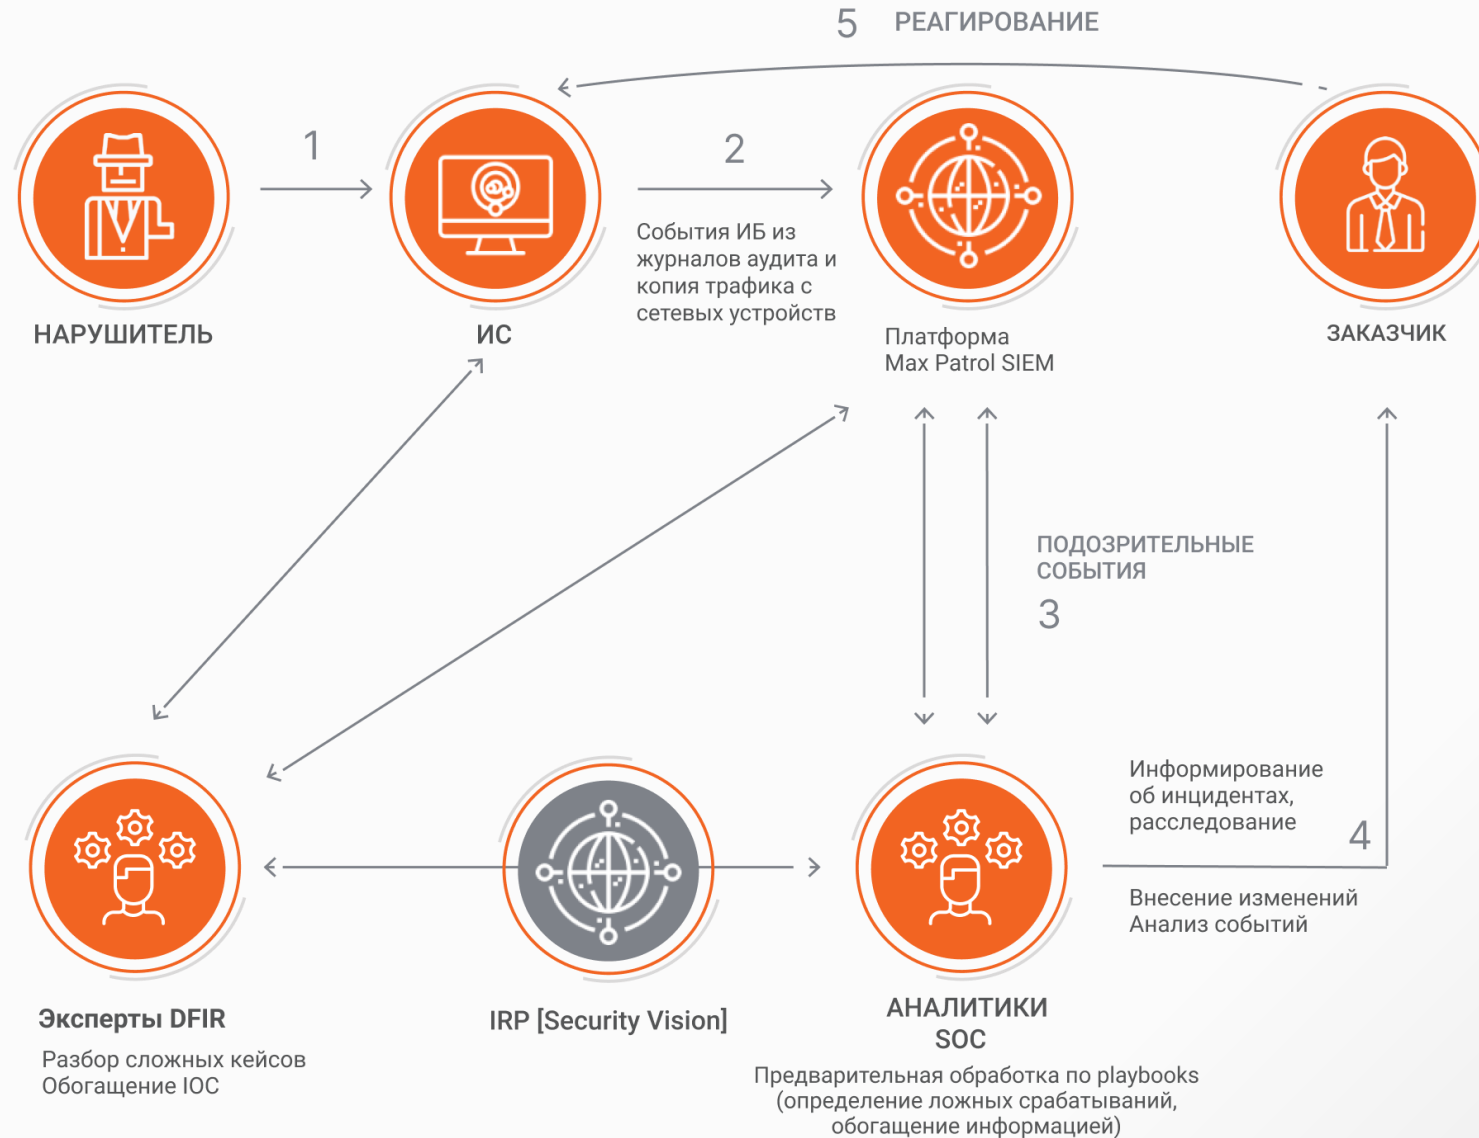 5 РЕАГИРОВАНИЕ
1
2
События ИБ из
журналов аудита и
копия трафика с
сетевых устройств
НАРУШИТЕЛЬ
ИС
Платформа
Max Patrol SIEM
ЗАКАЗЧИК
ПОДОЗРИТЕЛЬНЫЕ
СОБЫТИЯ
3
Информирование
об инцидентах,
расследование
4
Внесение изменений
Анализ событий
Эксперты DFIR
Разбор сложных кейсов
Обогащение IOC
IRP [Security Vision]
АНАЛИТИКИ
SOC
Предварительная обработка по playbooks
(определение ложных срабатываний,
обогащение информацией)